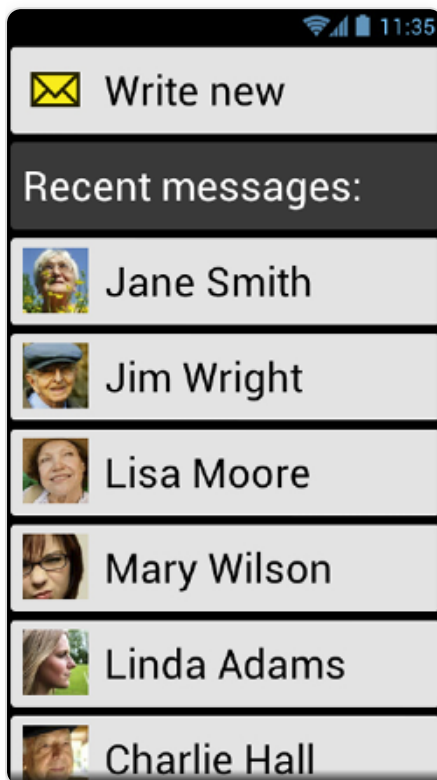 11:35
Write new
Recent messages:
Jane Smith
Jim Wright
Lisa Moore
Mary Wilson
Linda Adams
Charlie Hall